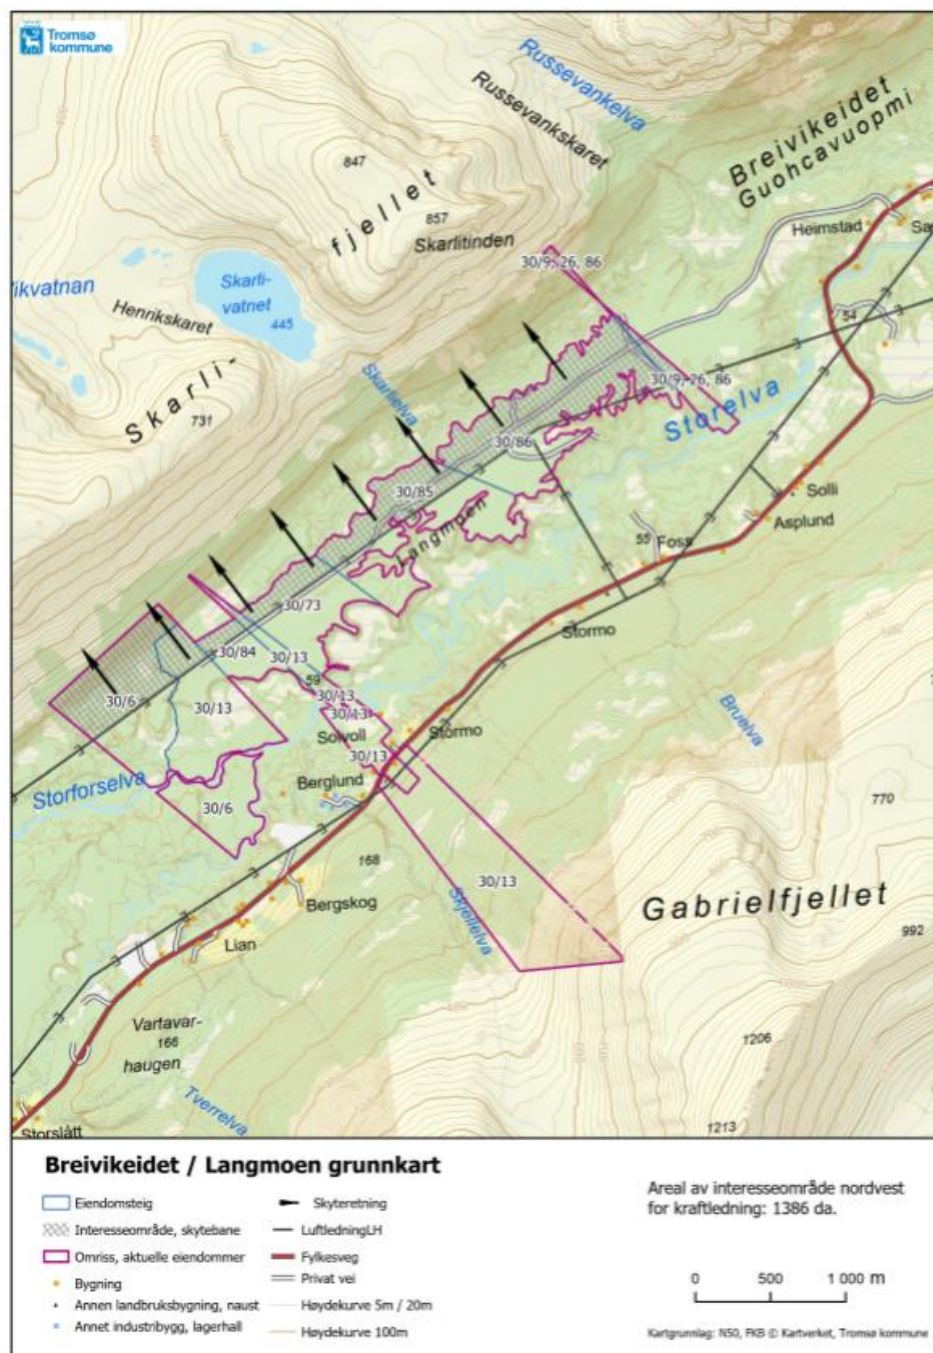 Tromsø
kommune
Russevankelva
Russevankskaret
Breivikeidet
Guohcavuopmi
847
fjellet
857
Skarlitinden
Heimstad
30/9, 26, 86
ikvatnan
Skarli-
vatnet
445
Henrikskaret
54
Skarli-
731
Skarlielva
30/9, 26, 86
Storelva
30/86
30/85
Langmoen
Solli
Asplund
55
Foss
30/73
Stormo
30/84
30/13
59
30/6
30/13
30/13
30/13
Solvoll
Stormo
Bruelva
30/13
Storforselva
Berglund
30/6
770
168
30/13
Gabrielfjellet
Skjellelva
Bergskog
992
Lian
Vartavar-
166
haugen
1206
Tverrelva
1213
Storslått
Breivikeidet / Langmoen grunnkart
Eiendomsteig
Interesseområde, skytebane
Omriss, aktuelle eiendommer
Bygning
Annen landbruksbygning, naust
Annet industribygg, lagerhall
Skyteretning
LuftledningLH
Fylkesveg
Privat vei
Høydekurve 5m / 20m
Høydekurve 100m
Areal av interesseområde nordvest
for kraftledning: 1386 da.
0 500 1 000 m
Kartgrunnlag: N50, FKB © Kartverket, Tromsø kommune